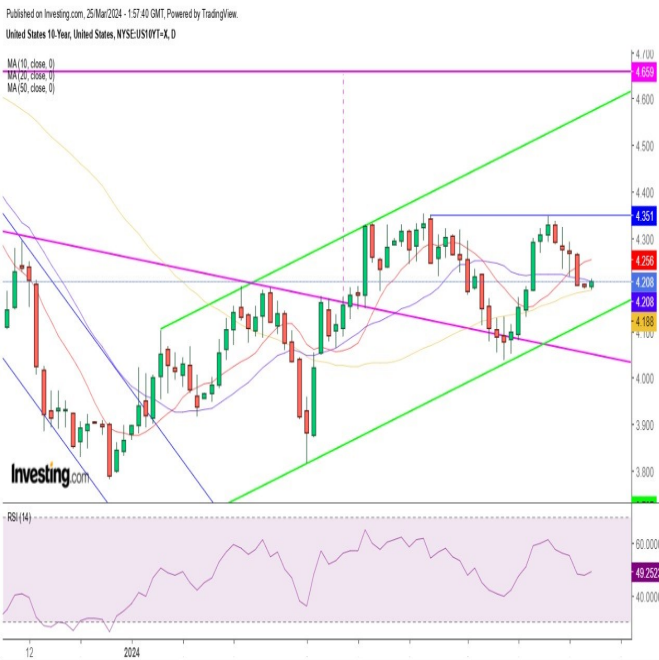 Published on Investing.com, 25/Mar/2024 - 1:57:40 GMT, Powered by TradingView.
United States 10-Year, United States, NYSE:US10YT=X, D
MA (10, close, 0)
MA (20, close, 0)
MA (50, close, 0)
4.700
4.659
4.600
4.500
4.400
4.351
4.300
4.256
4.208
4.208
4.188
4.100
4.000
3.900
3.800
Investing.com
RSI (14)
60.0000
49.2522
40.0000
12
2024